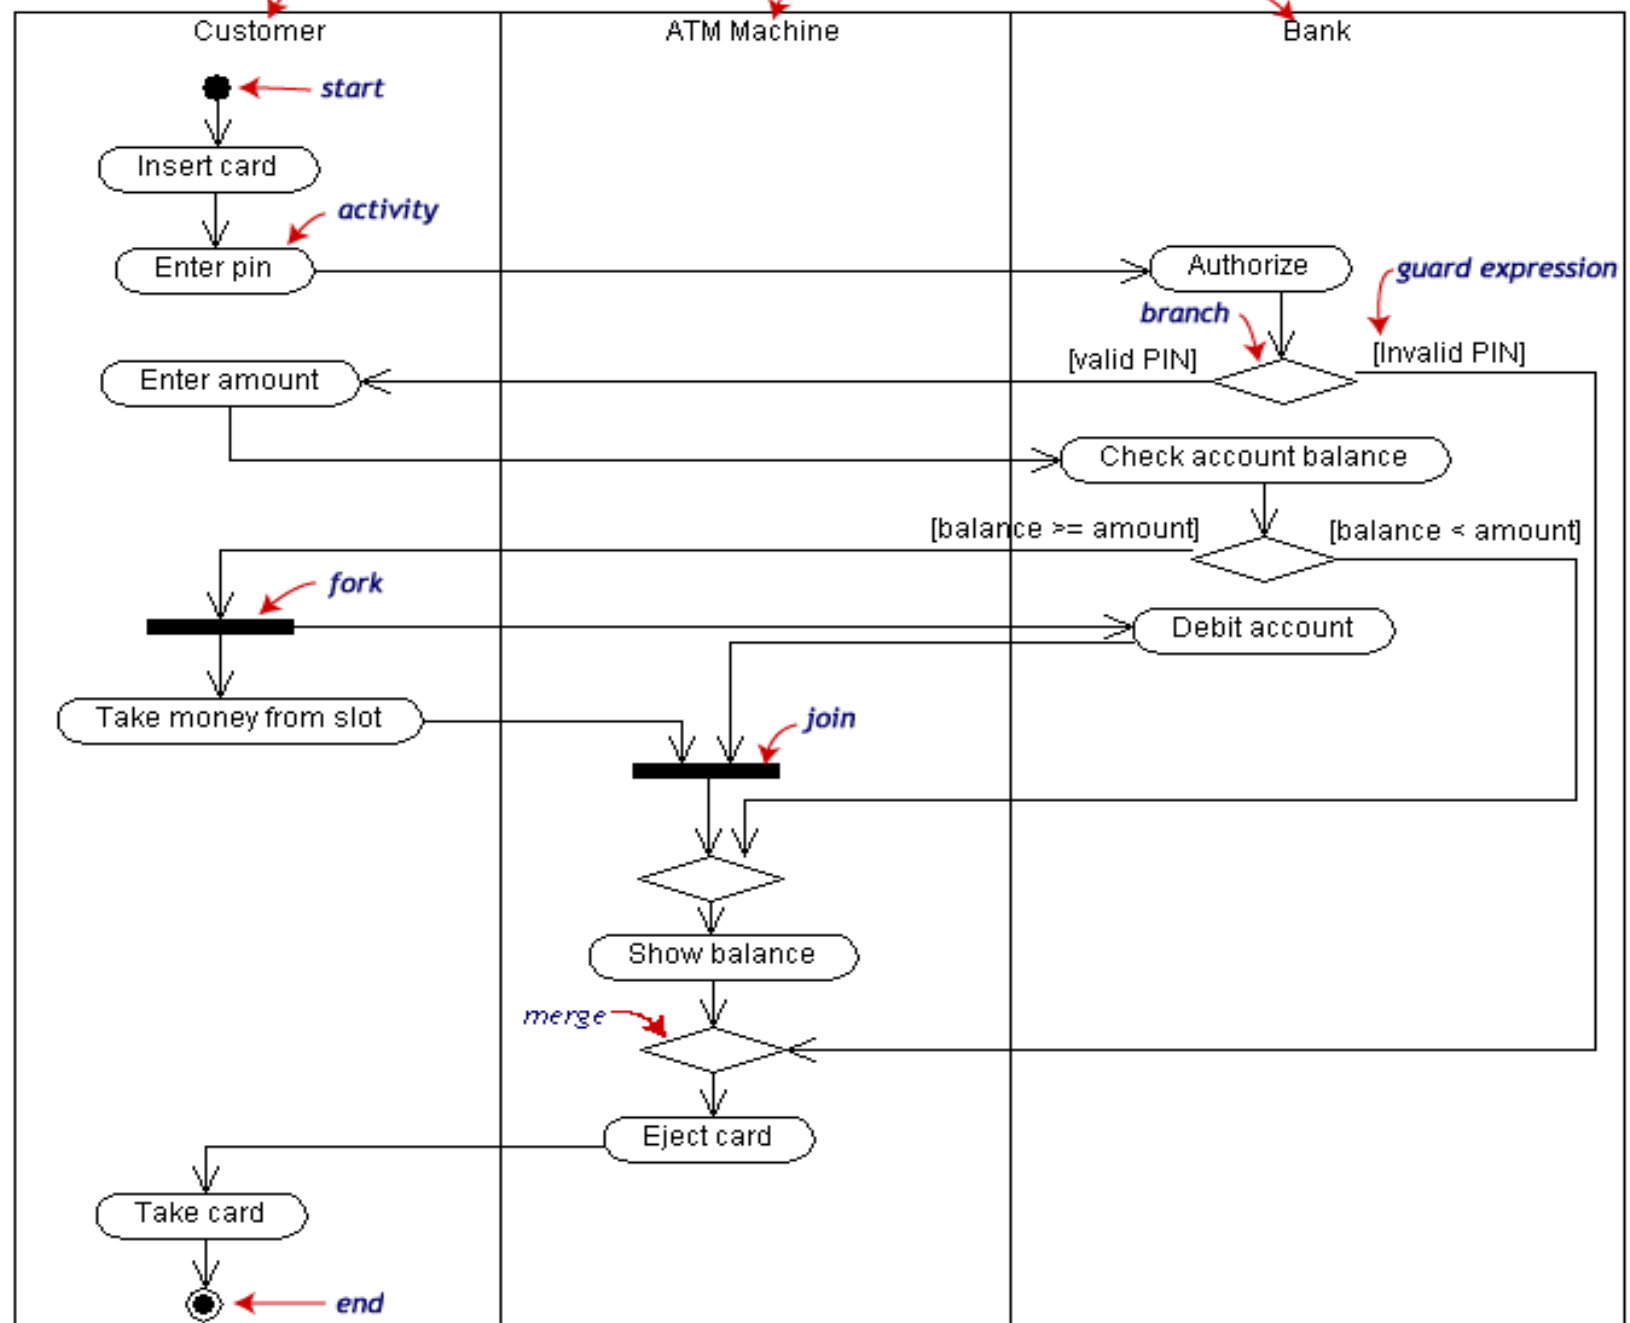 Customer
ATM Machine
Bank
start
Insert card
activity
Enter pin
Authorize
guard expression
branch
[valid PIN]
[Invalid PIN]
Enter amount
Check account balance
[balance >= amount]
[balance < amount]
fork
Debit account
Take money from slot
join
Show balance
merge
Eject card
Take card
end